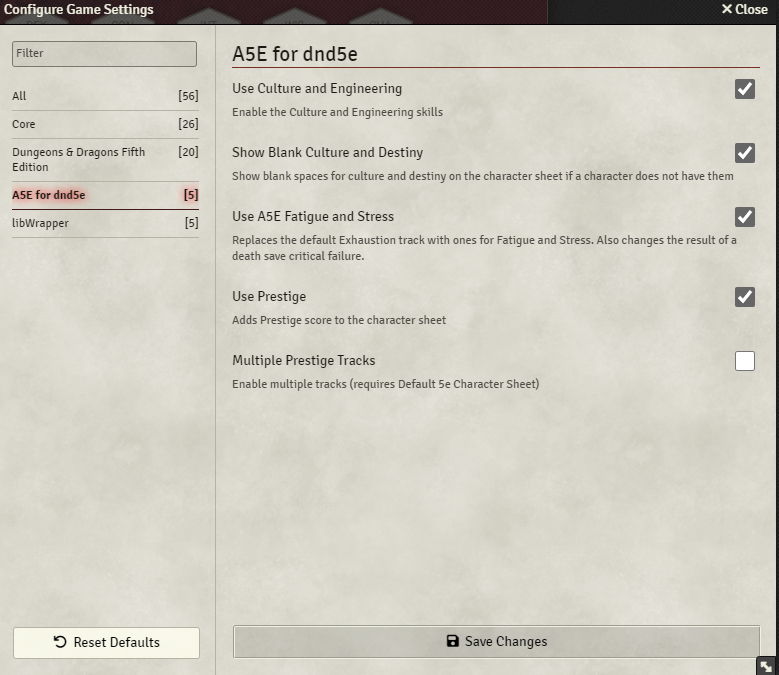 Configure Game Settings
Close
Filter
All [56]
Core [26]
Dungeons & Dragons Fifth [20]
Edition
A5E for dnd5e [5]
libWrapper [5]
Reset Defaults
A5E for dnd5e
Use Culture and Engineering
Enable the Culture and Engineering skills
Show Blank Culture and Destiny
Show blank spaces for culture and destiny on the character sheet if a character does not have them
Use A5E Fatigue and Stress
Replaces the default Exhaustion track with ones for Fatigue and Stress. Also changes the result of a
death save critical failure.
Use Prestige
Adds Prestige score to the character sheet
Multiple Prestige Tracks
Enable multiple tracks (requires Default 5e Character Sheet)
Save Changes